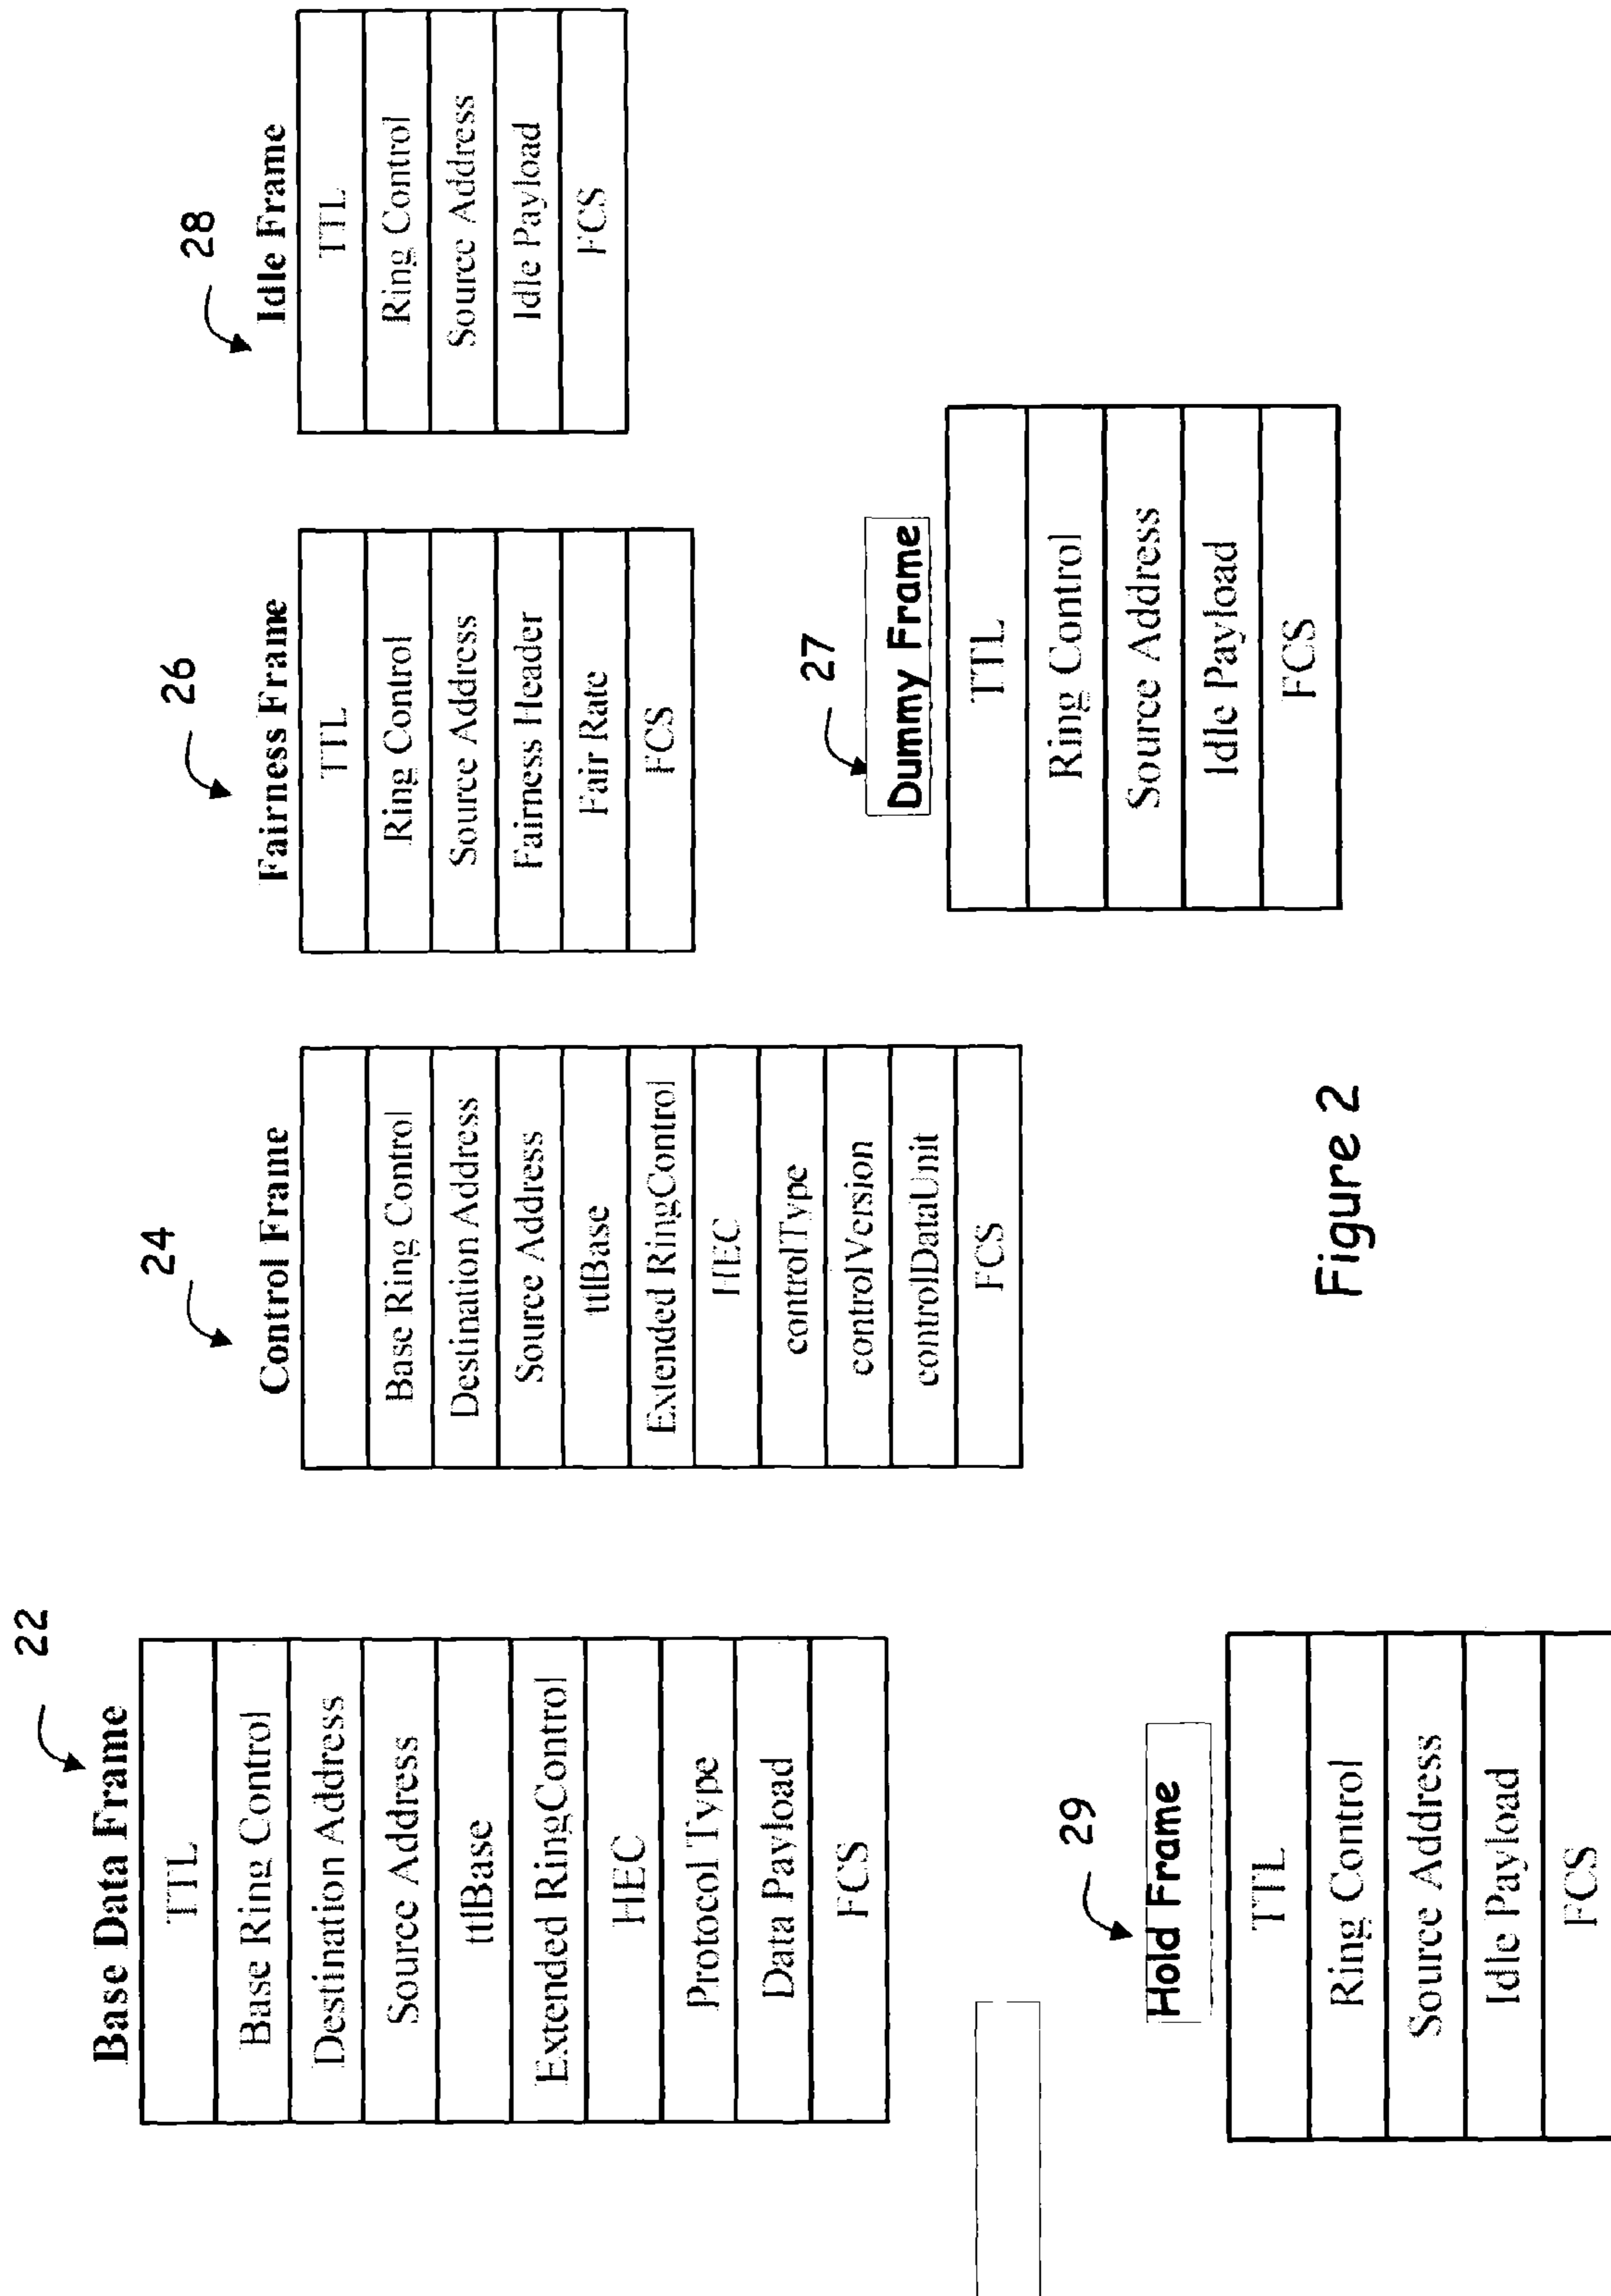 22
Base Data Frame
TTL
Base Ring Control
Destination Address
Source Address
ttlBase
Extended RingControl
HEC
Protocol Type
Data Payload
FCS
24
Control Frame
Base Ring Control
Destination Address
Source Address
ttlBase
Extended RingControl
HEC
controlType
controlVersion
controlDataUnit
FCS
26
Fairness Frame
TTL
Ring Control
Source Address
Fairness Header
Fair Rate
FCS
28
Idle Frame
TTL
Ring Control
Source Address
Idle Payload
FCS
29
Hold Frame
TTL
Ring Control
Source Address
Idle Payload
FCS
27
Dummy Frame
TTL
Ring Control
Source Address
Idle Payload
FCS
Figure 2